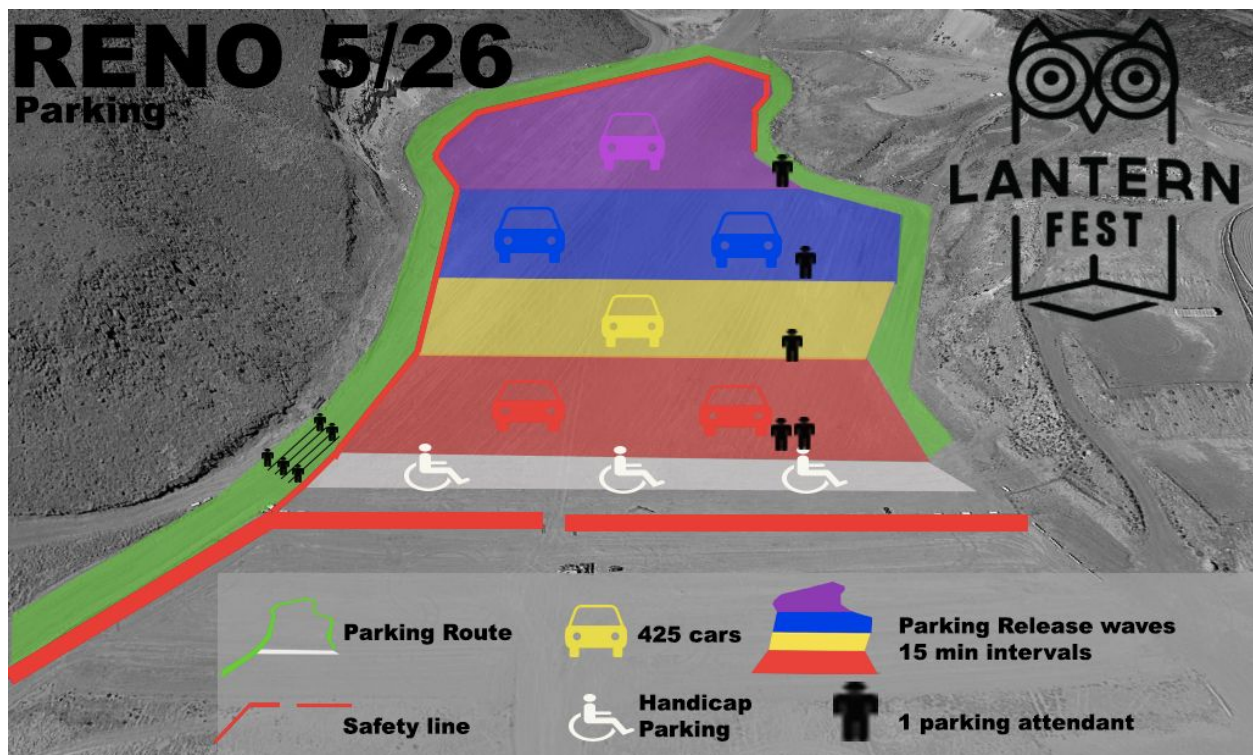 RENO 5/26
Parking
LANTERN
FEST
Parking Route
425 cars
Parking Release waves
15 min intervals
Safety line
Handicap
Parking
1 parking attendant